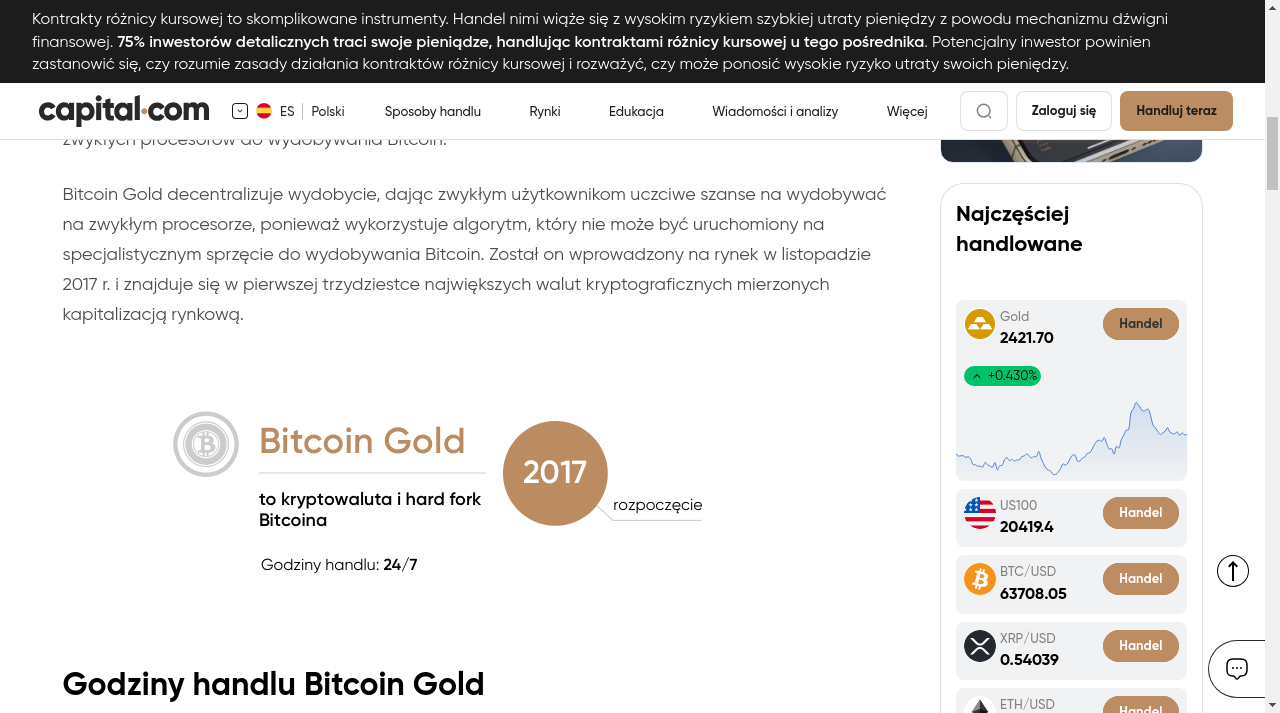 Kontrakty różnicy kursowej to skomplikowane instrumenty. Handel nimi wiąże się z wysokim ryzykiem szybkiej utraty pieniędzy z powodu mechanizmu dźwigni
finansowej. 75% inwestorów detalicznych traci swoje pieniądze, handlując kontraktami różnicy kursowej u tego pośrednika. Potencjalny inwestor powinien
zastanowić się, czy rozumie zasady działania kontraktów różnicy kursowej i rozważyć, czy może ponosić wysokie ryzyko utraty swoich pieniędzy.
capital.com
ES
Polski
Sposoby handlu
Rynki
Edukacja
Wiadomości i analizy
Więcej
Zaloguj się
Handluj teraz
zwykłych procesorów do wydobywania Bitcoin.
Bitcoin Gold decentralizuje wydobycie, dając zwykłym użytkownikom uczciwe szanse na wydobywać
na zwykłym procesorze, ponieważ wykorzystuje algorytm, który nie może być uruchomiony na
specjalistycznym sprzęcie do wydobywania Bitcoin. Został on wprowadzony na rynek w listopadzie
2017 r. i znajduje się w pierwszej trzydziestce największych walut kryptograficznych mierzonych
kapitalizacją rynkową.
Bitcoin Gold
to kryptowaluta i hard fork
Bitcoina
Godziny handlu: 24/7
2017
rozpoczęcie
Godziny handlu Bitcoin Gold
Najczęściej
handlowane
Gold
2421.70
Handel
+0.430%
US100
20419.4
Handel
BTC/USD
63708.05
Handel
XRP/USD
0.54039
Handel
ETH/USD
Handel